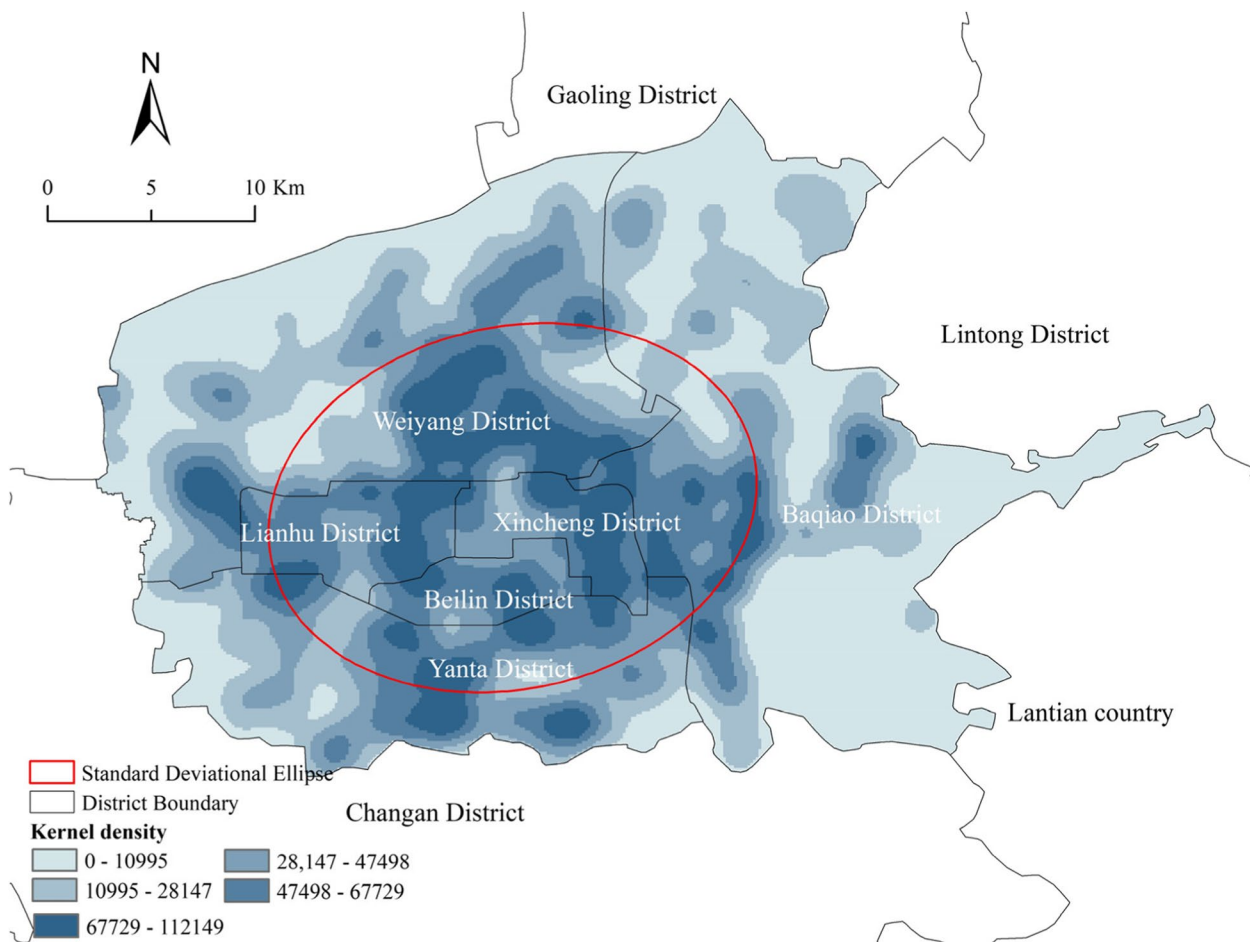 N
Gaoling District
0 5 10 Km
Lintong District
Weiyang District
Lianhu District
Xincheng District
Baqiao District
Beilin District
Yanta District
Lantian country
Standard Deviational Ellipse
District Boundary
Changan District
Kernel density
0 - 10995
28,147 - 47498
10995 - 28147
47498 - 67729
67729 - 112149